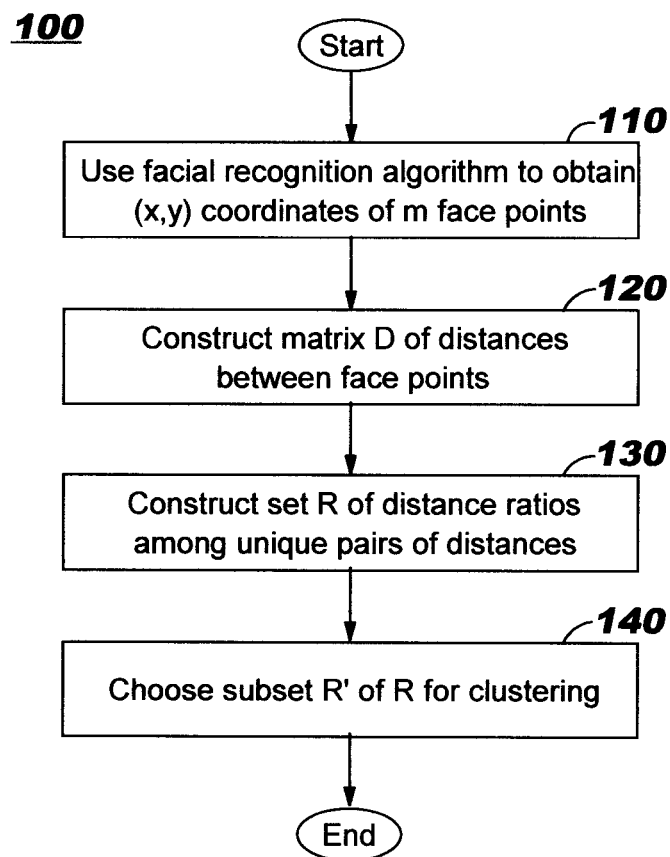 100
Start
110
Use facial recognition algorithm to obtain
(x,y) coordinates of m face points
120
Construct matrix D of distances
between face points
130
Construct set R of distance ratios
among unique pairs of distances
140
Choose subset R' of R for clustering
End